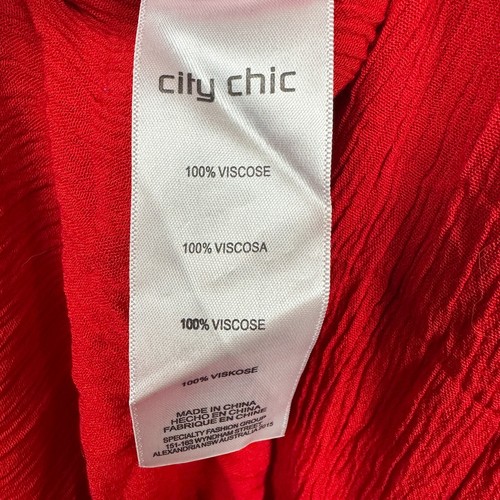 city chic
100% VISCOSE
100% VISCOSA
100% VISCOSE
100% VISKOSE
MADE IN CHINA
HECHO EN CHINA
FABRIQUE EN CHINE
SPECIALTY FASHION GROUP
151-163 WYNDHAM STREET
ALEXANDRIA NSW AUSTRALIA 2015